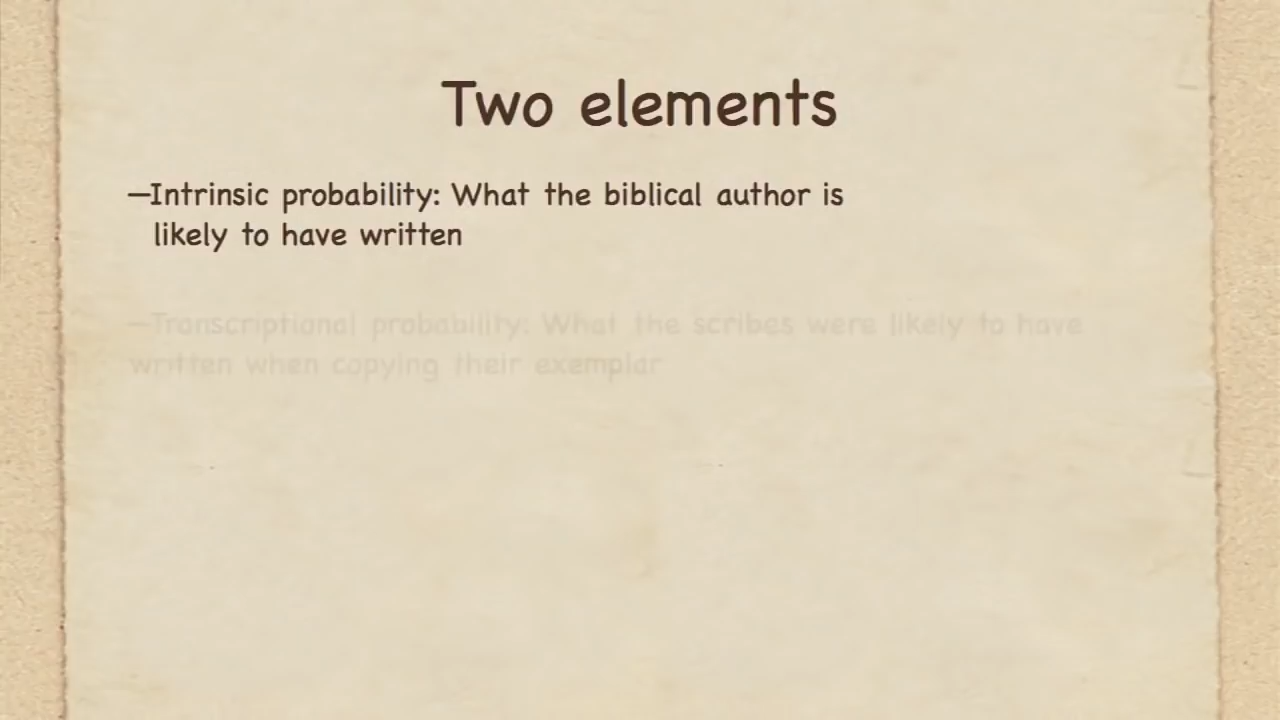 Two elements
—Intrinsic probability: What the biblical author is
likely to have written
—Transcriptional probability: What the scribes were likely to have
written when copying their exemplar